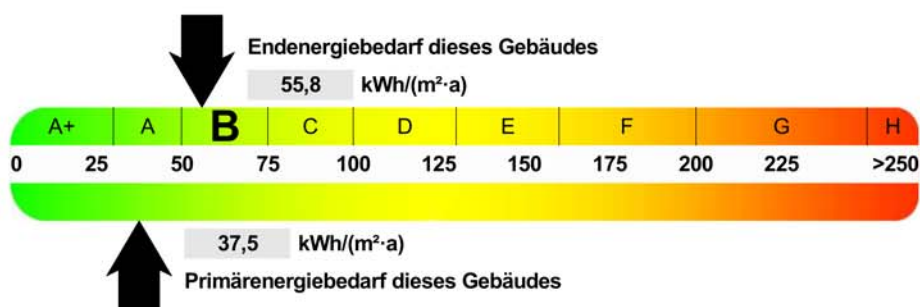 Endenergiebedarf dieses Gebäudes
55,8 kWh/(m²·a)
A+ A B C D E F G H
0 25 50 75 100 125 150 175 200 225 >250
37,5 kWh/(m²·a)
Primärenergiebedarf dieses Gebäudes